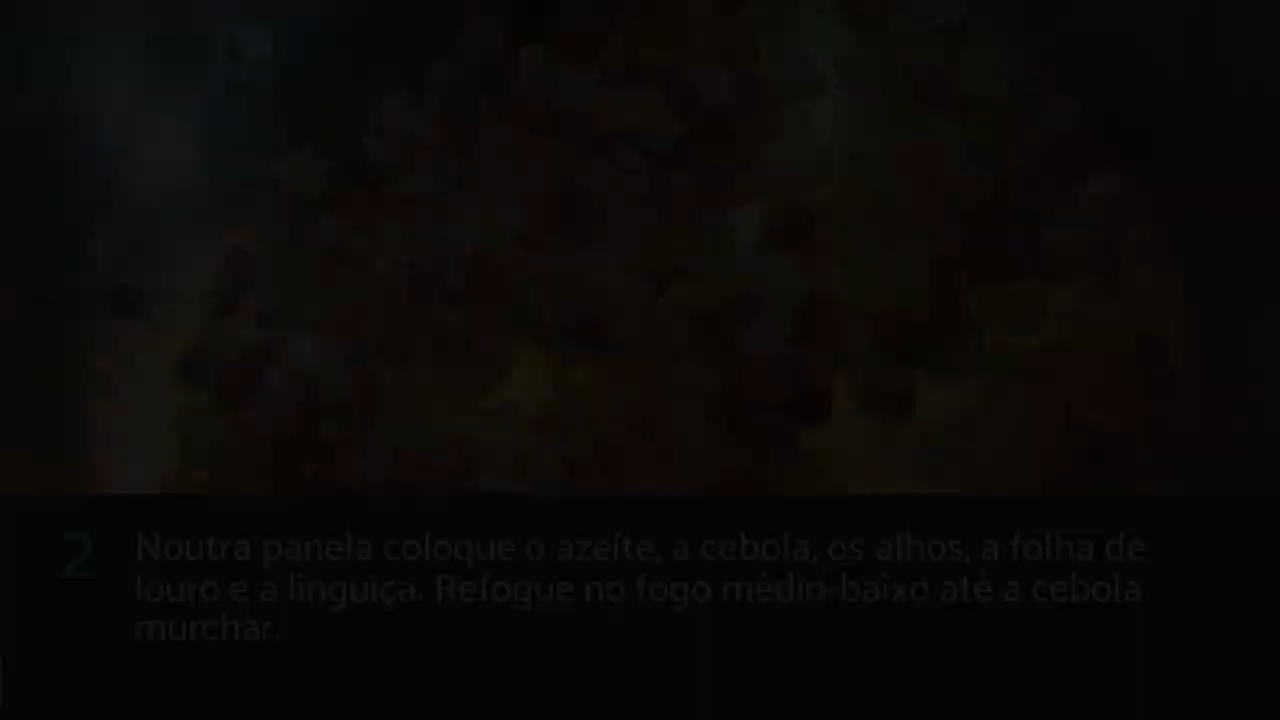 2 Noutra panela coloque o azeite, a cebola, os alhos, a folha de
louro e a linguiça. Refogue no fogo médio-baixo até a cebola
murchar.